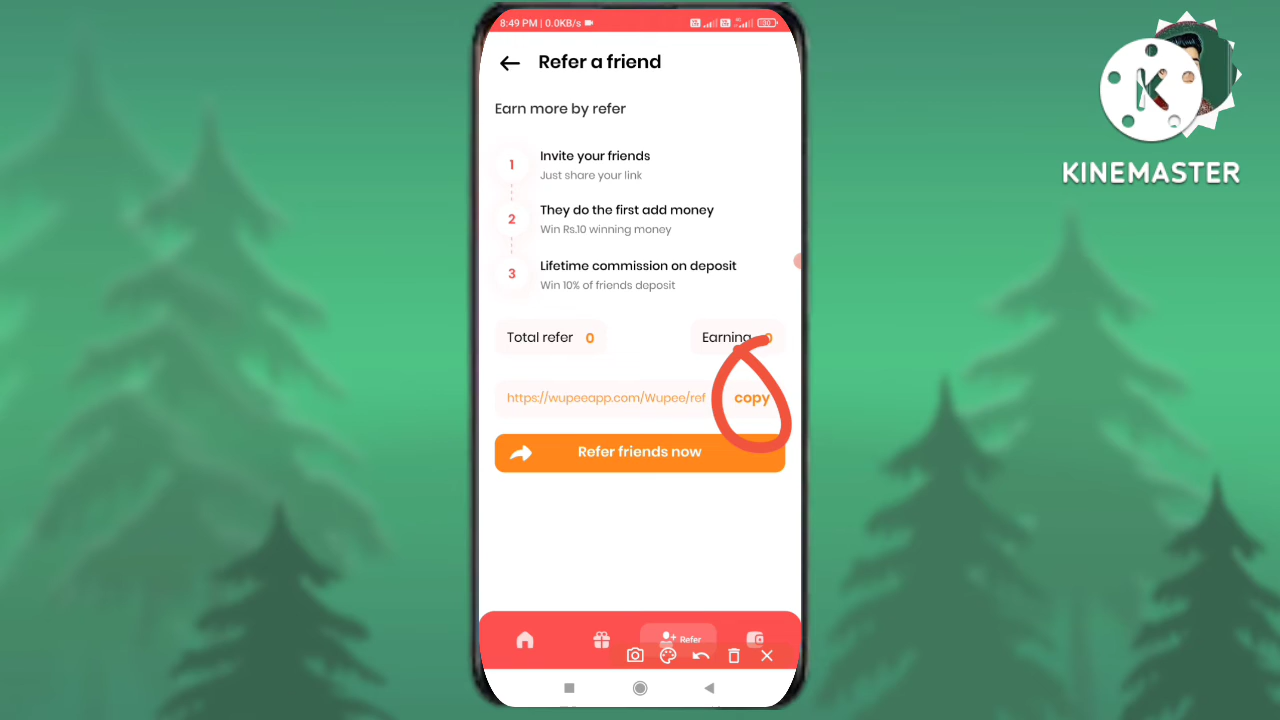 8:49 PM | 0.0KB/s
Refer a friend
Earn more by refer
1
Invite your friends
Just share your link
2
They do the first add money
Win Rs.10 winning money
3
Lifetime commission on deposit
Win 10% of friends deposit
Total refer 0
Earning 0
https://wupeeapp.com/Wupee/ref
copy
Refer friends now
Refer
K
KINEMASTER